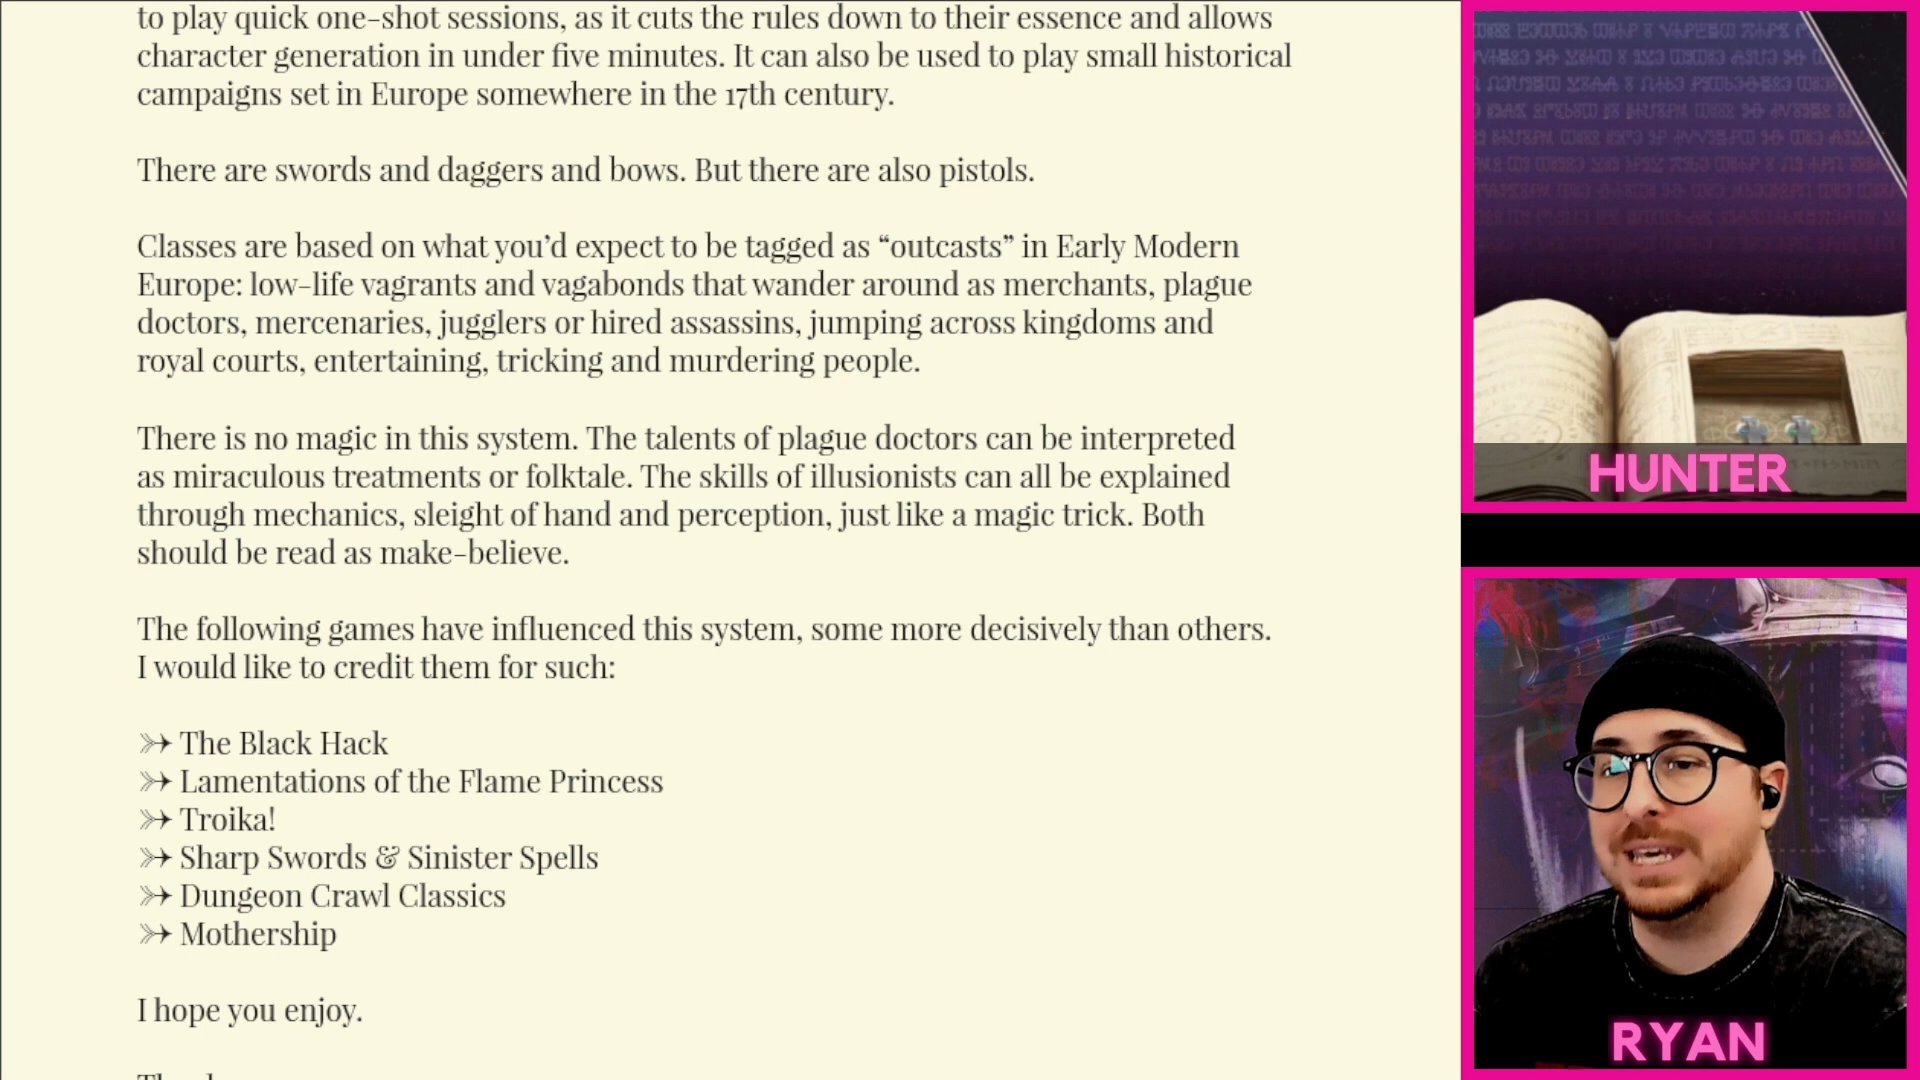 to play quick one-shot sessions, as it cuts the rules down to their essence and allows
character generation in under five minutes. It can also be used to play small historical
campaigns set in Europe somewhere in the 17th century.
There are swords and daggers and bows. But there are also pistols.
Classes are based on what you’d expect to be tagged as “outcasts” in Early Modern
Europe: low-life vagrants and vagabonds that wander around as merchants, plague
doctors, mercenaries, jugglers or hired assassins, jumping across kingdoms and
royal courts, entertaining, tricking and murdering people.
There is no magic in this system. The talents of plague doctors can be interpreted
as miraculous treatments or folktale. The skills of illusionists can all be explained
through mechanics, sleight of hand and perception, just like a magic trick. Both
should be read as make-believe.
The following games have influenced this system, some more decisively than others.
I would like to credit them for such:
The Black Hack
Lamentations of the Flame Princess
Troika!
Sharp Swords & Sinister Spells
Dungeon Crawl Classics
Mothership
I hope you enjoy.
HUNTER
RYAN